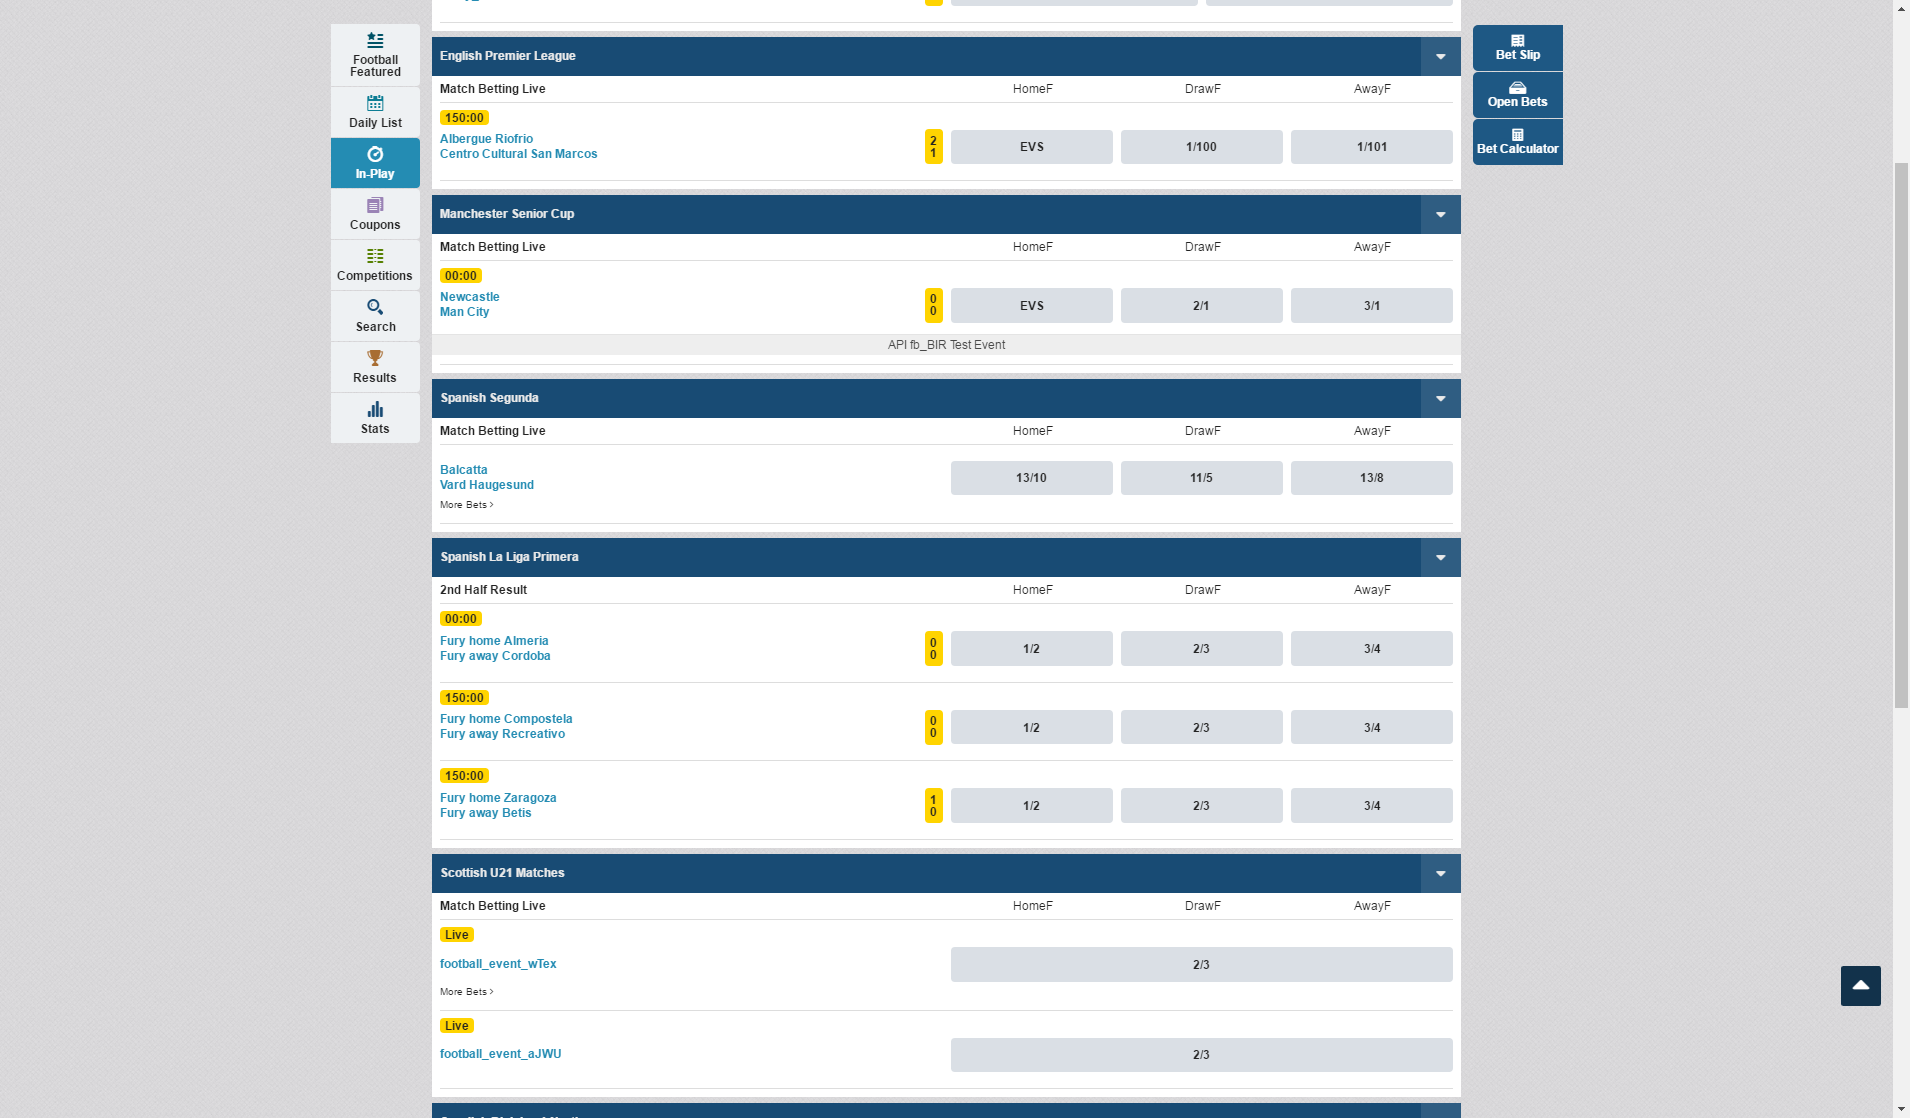 Football
Featured
Daily List
In-Play
Coupons
Competitions
Search
Results
Stats
English Premier League
Match Betting Live HomeF DrawF AwayF
150:00
Albergue Riofrio
Centro Cultural San Marcos
2
1
EVS 1/100 1/101
Manchester Senior Cup
Match Betting Live HomeF DrawF AwayF
00:00
Newcastle
Man City
0
0
EVS 2/1 3/1
API fb_BIR Test Event
Spanish Segunda
Match Betting Live HomeF DrawF AwayF
Balcatta
Vard Haugesund
13/10 11/5 13/8
More Bets
Spanish La Liga Primera
2nd Half Result HomeF DrawF AwayF
00:00
Fury home Almeria
Fury away Cordoba
0
0
1/2 2/3 3/4
150:00
Fury home Compostela
Fury away Recreativo
0
0
1/2 2/3 3/4
150:00
Fury home Zaragoza
Fury away Betis
1
0
1/2 2/3 3/4
Scottish U21 Matches
Match Betting Live HomeF DrawF AwayF
Live
football_event_wTex 2/3
More Bets
Live
football_event_aJWU 2/3
Bet Slip
Open Bets
Bet Calculator